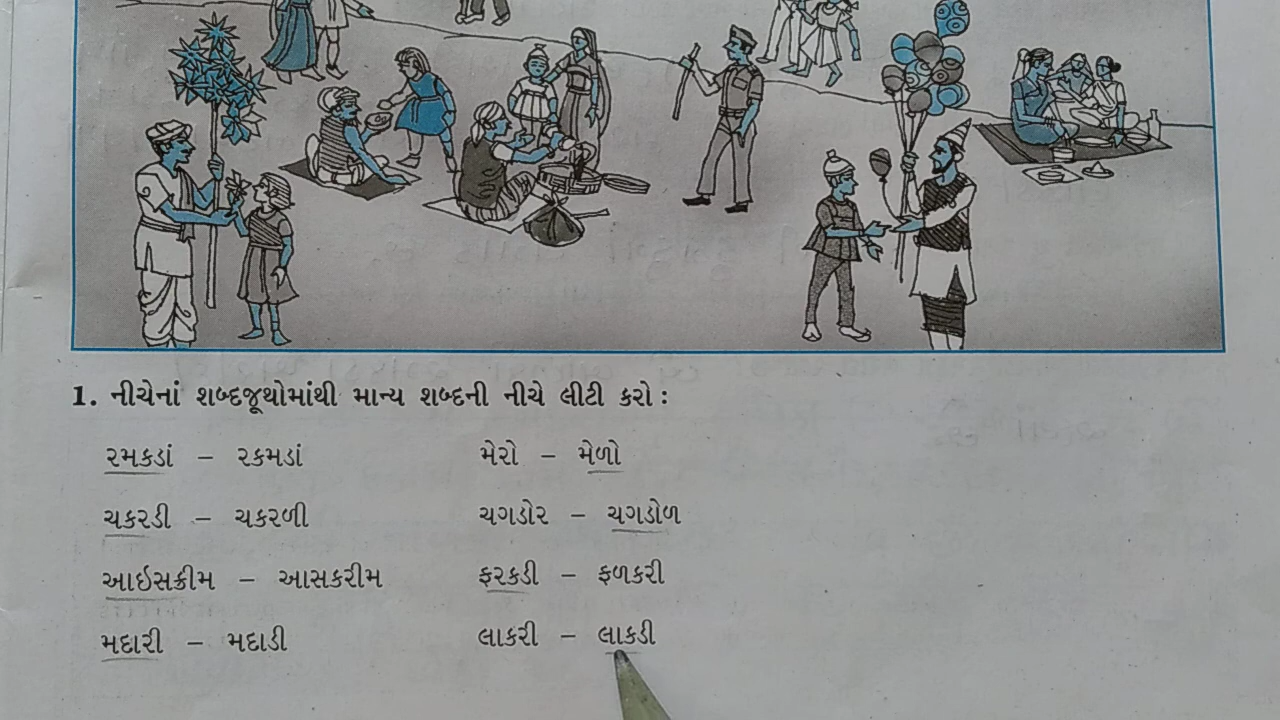 1. નીચેનાં શબ્દજૂથોમાંથી માન્ય શબ્દની નીચે લીટી કરો :
રમકડાં – રકમડાં મેરો – મેળો
ચકરડી – ચકરળી ચગડોર – ચગડોળ
આઇસક્રીમ – આસકરીમ ફરકડી – ફળકરી
મદારી – મદાડી લાકરી – લાકડી